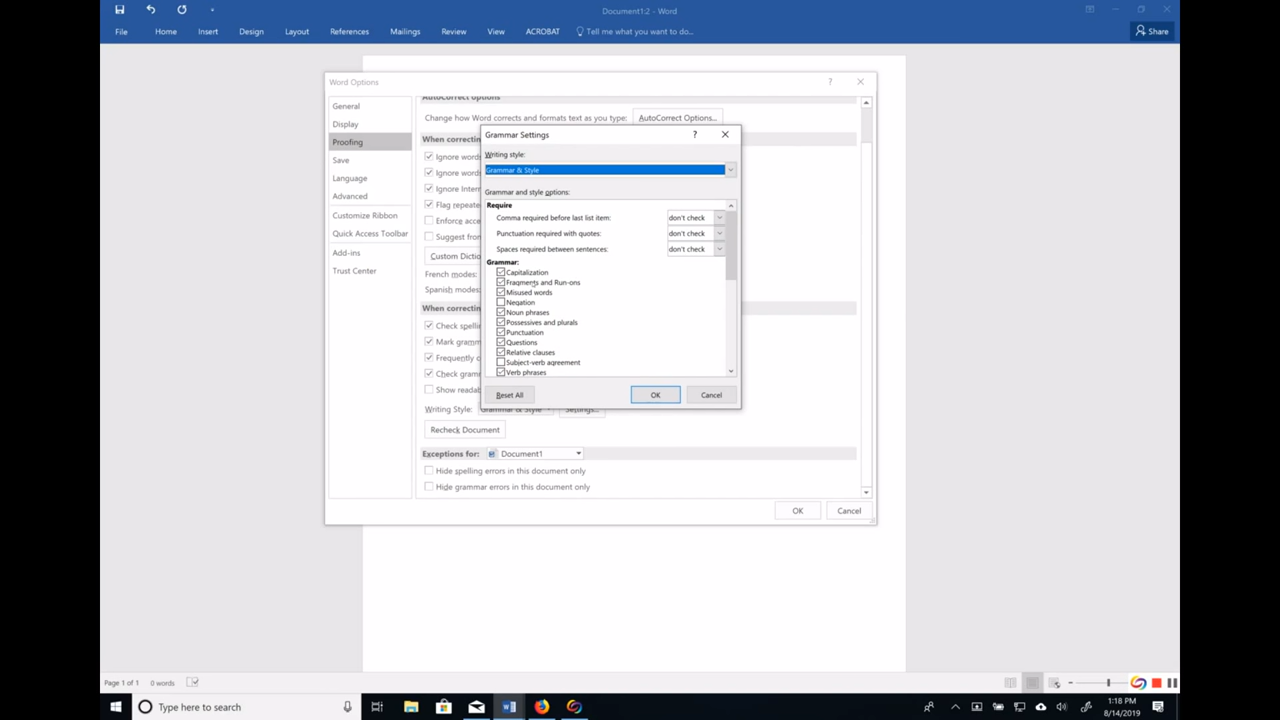 Document1:2 - Word
File Home Insert Design Layout References Mailings Review View ACROBAT Tell me what you want to do... Share
Word Options ?
General
Display
Proofing
Save
Language
Advanced
Customize Ribbon
Quick Access Toolbar
Add-ins
Trust Center
AutoCorrect options
Change how Word corrects and formats text as you type: AutoCorrect Options...
When correctin
Ignore word
Ignore word
Ignore Inter
Flag repeate
Enforce acce
Suggest fron
Custom Dictio
French modes:
Spanish modes:
When correctin
Check spellin
Mark gramm
Frequently c
Check gram
Show readab
Writing Style: Grammar & Style Settings...
Recheck Document
Exceptions for: Document1
Hide spelling errors in this document only
Hide grammar errors in this document only
OK Cancel
Grammar Settings ?
Writing style:
Grammar & Style
Grammar and style options:
Require
Comma required before last list item: don't check
Punctuation required with quotes: don't check
Spaces required between sentences: don't check
Grammar:
Capitalization
Fragments and Run-ons
Misused words
Negation
Noun phrases
Possessives and plurals
Punctuation
Questions
Relative clauses
Subject-verb agreement
Verb phrases
Reset All OK Cancel
Page 1 of 1 0 words
Type here to search
1:18 PM
8/14/2019